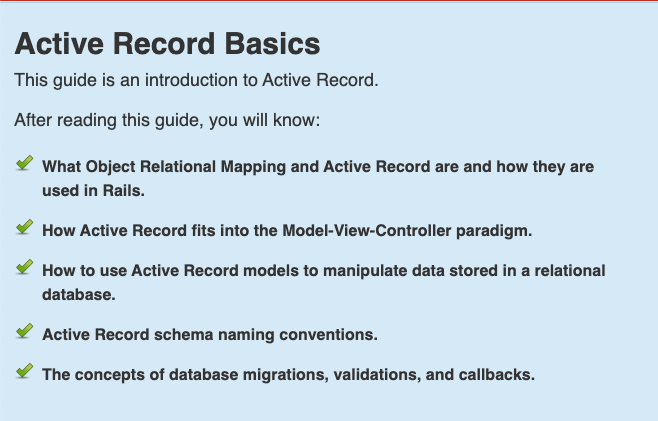 Active Record Basics
This guide is an introduction to Active Record.
After reading this guide, you will know:
What Object Relational Mapping and Active Record are and how they are
used in Rails.
How Active Record fits into the Model-View-Controller paradigm.
How to use Active Record models to manipulate data stored in a relational
database.
Active Record schema naming conventions.
The concepts of database migrations, validations, and callbacks.